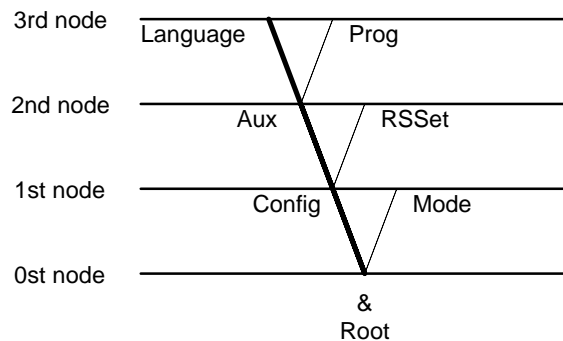 3rd node
Language Prog
2nd node
Aux RSSet
1st node
Config Mode
0st node
&
Root